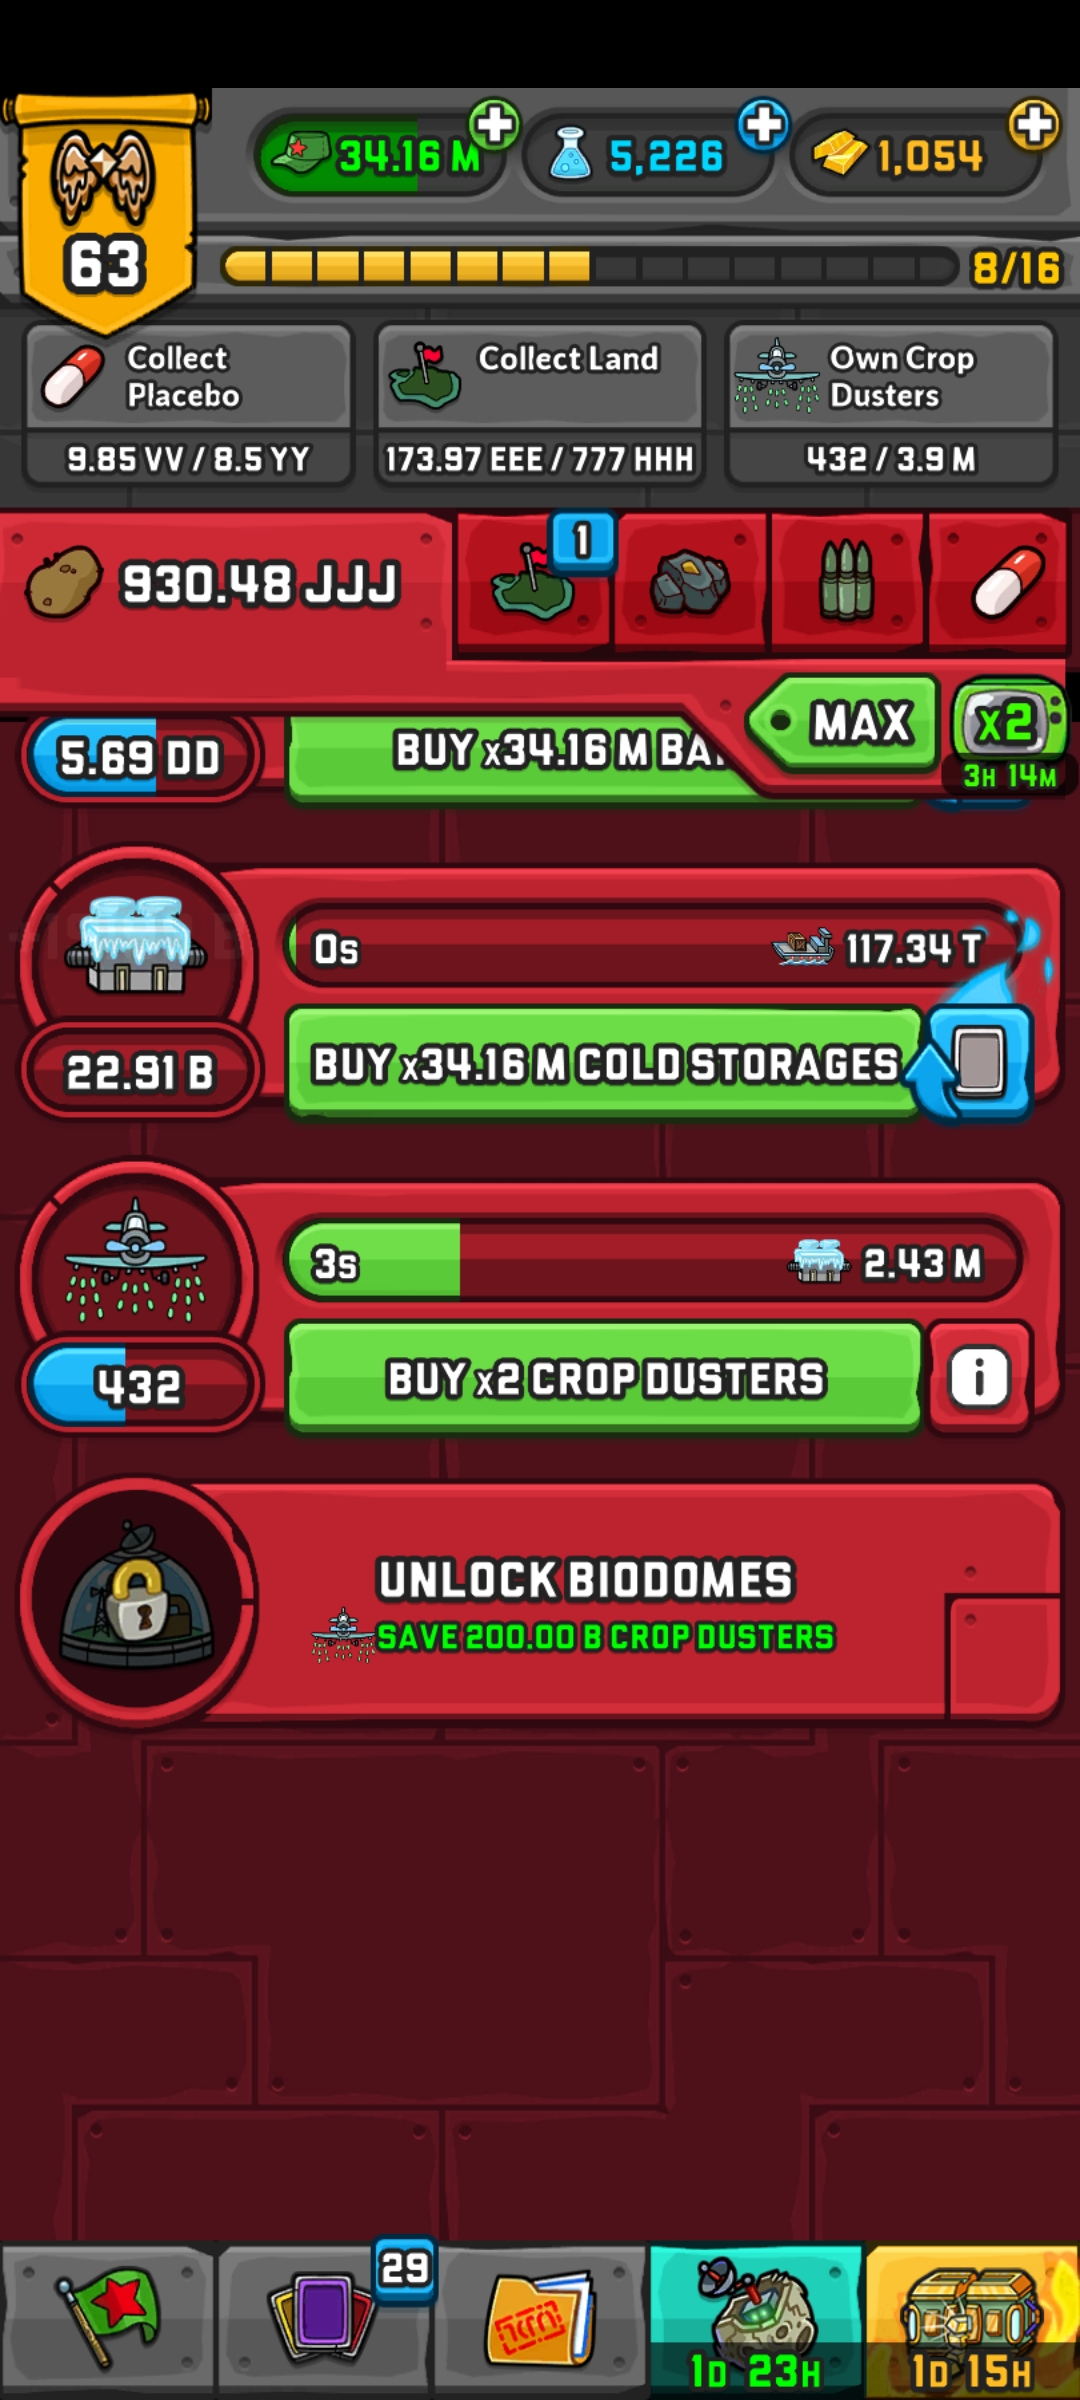 34.16 M
5,226
1,054
63
8/16
Collect
Placebo
9.85 VV / 8.5 YY
Collect Land
173.97 EEE / 777 HHH
Own Crop
Dusters
432 / 3.9 M
930.48 JJJ
1
MAX
X2
3H 14M
5.69 DD
BUY x34.16 M
0s
117.34 T
22.91 B
BUY x34.16 M COLD STORAGES
3s
2.43 M
432
BUY x2 CROP DUSTERS
i
UNLOCK BIODOMES
SAVE 200.00 B CROP DUSTERS
29
1D 23H
1D 15H